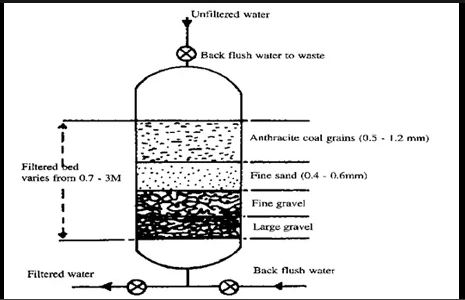 Unfiltered water
Back flush water to waste
Anthracite coal grains (0.5 - 1.2 mm)
Filtered bed
varies from 0.7 - 3M
Fine sand (0.4 - 0.6mm)
Fine gravel
Large gravel
Filtered water
Back flush water